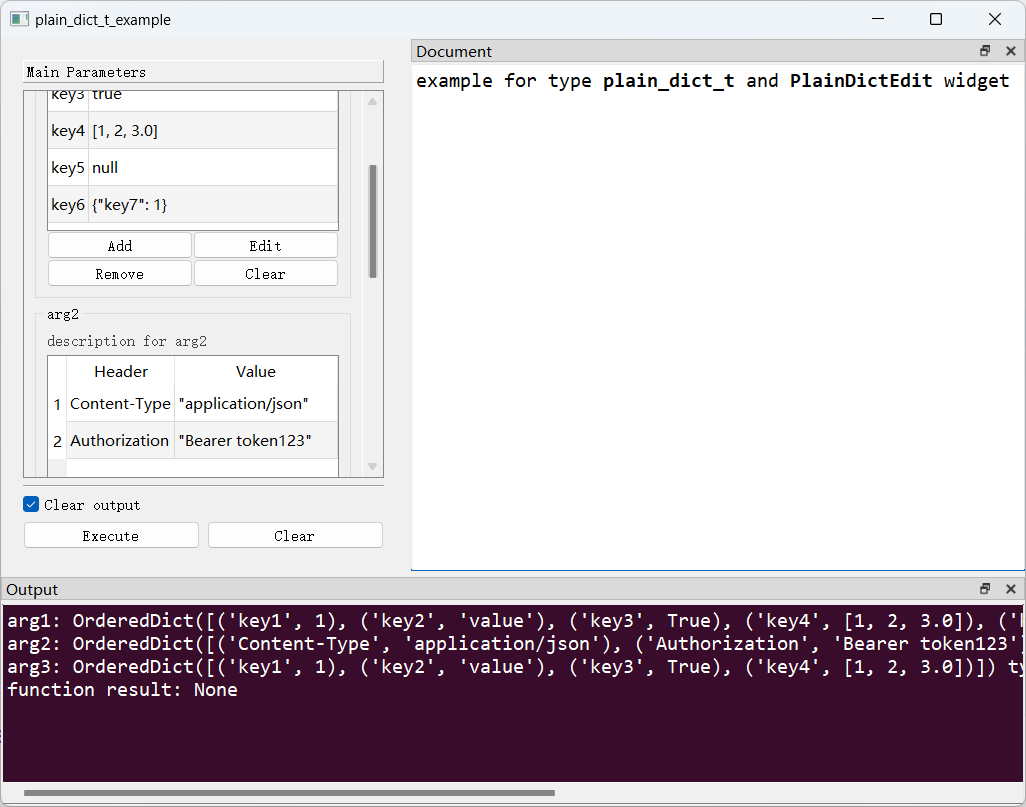 plain_dict_t_example
Main Parameters
key3 true
key4 [1, 2, 3.0]
key5 null
key6 {"key7": 1}
Add Edit
Remove Clear
arg2
description for arg2
Header Value
1 Content-Type "application/json"
2 Authorization "Bearer token123"
Clear output
Execute Clear
Document
example for type plain_dict_t and PlainDictEdit widget
Output
arg1: OrderedDict([('key1', 1), ('key2', 'value'), ('key3', True), ('key4', [1, 2, 3.0]), ('
arg2: OrderedDict([('Content-Type', 'application/json'), ('Authorization', 'Bearer token123')
arg3: OrderedDict([('key1', 1), ('key2', 'value'), ('key3', True), ('key4', [1, 2, 3.0])]) ty
function result: None